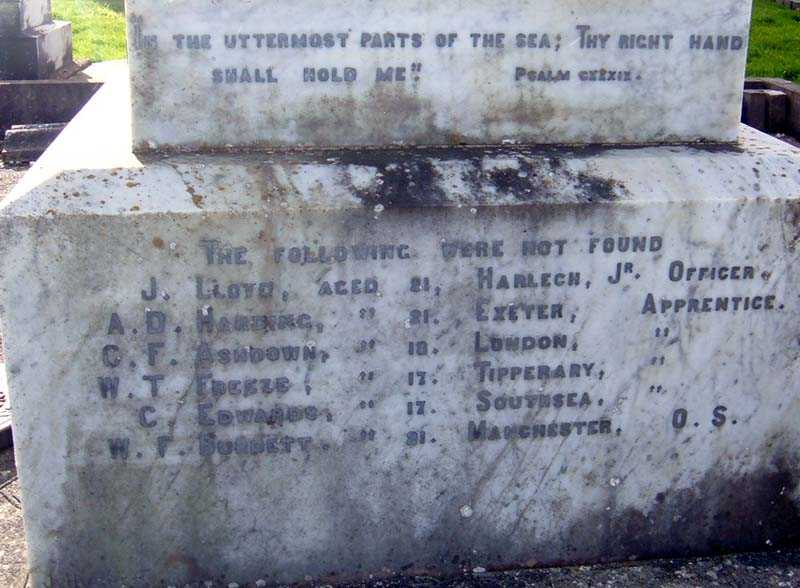 "In the uttermost parts of the sea; Thy right hand
shall hold me". Psalm CXXXIX.
The following were not found
J. Lloyd, aged 21, Harlech, Jr. Officer.
A. D. Harding, " 21. Exeter, Apprentice.
C. F. Ashdown, " 18. London, "
W. T. " 17. Tipperary, "
C. Edwards, " 17. Southsea, "
W. F. Burdett. " 21. Manchester. O. S.